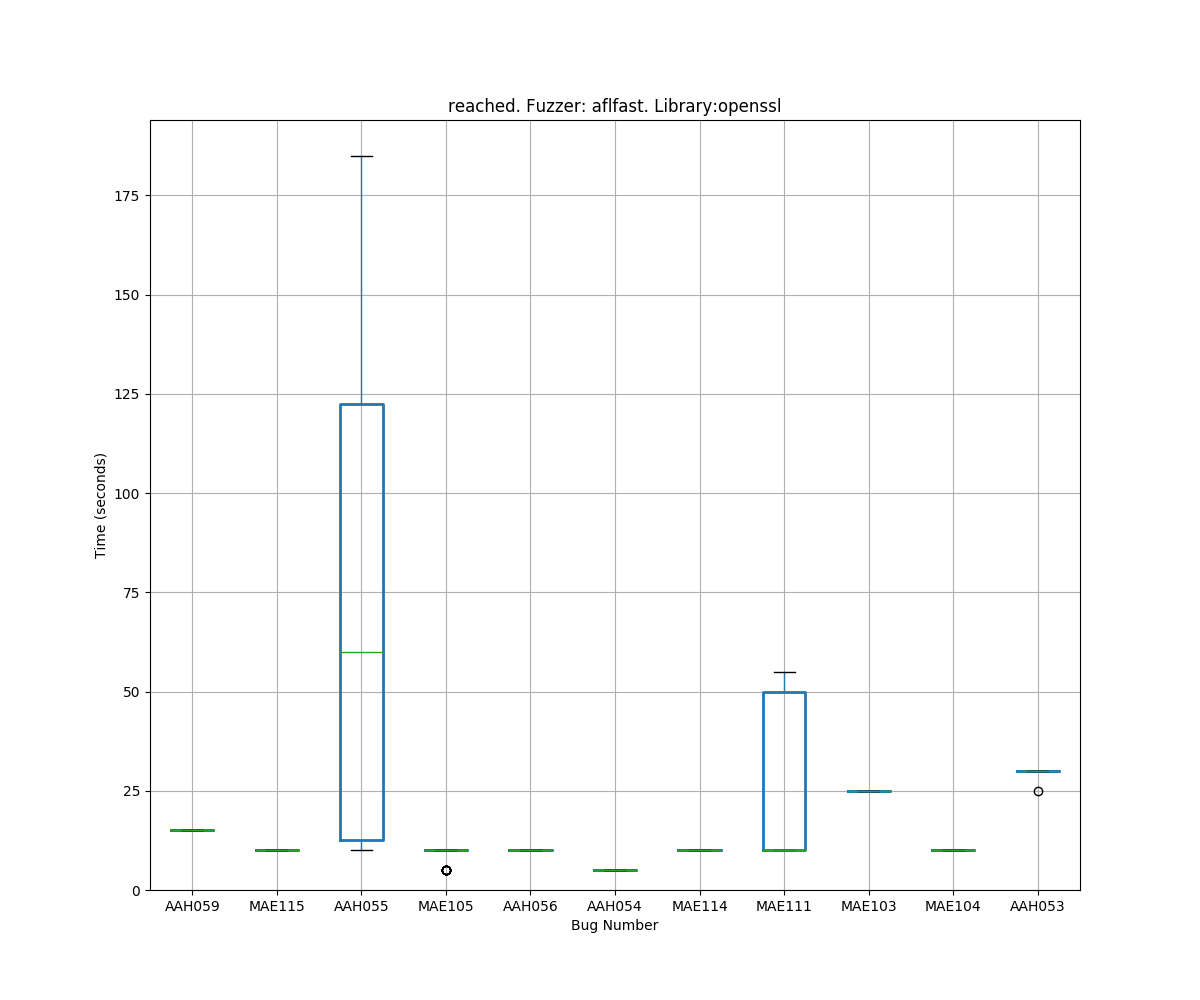 reached. Fuzzer: aflfast. Library:openssl
175
150
125
100
75
50
25
0
Time (seconds)
AAH059 MAE115 AAH055 MAE105 AAH056 AAH054 MAE114 MAE111 MAE103 MAE104 AAH053
Bug Number